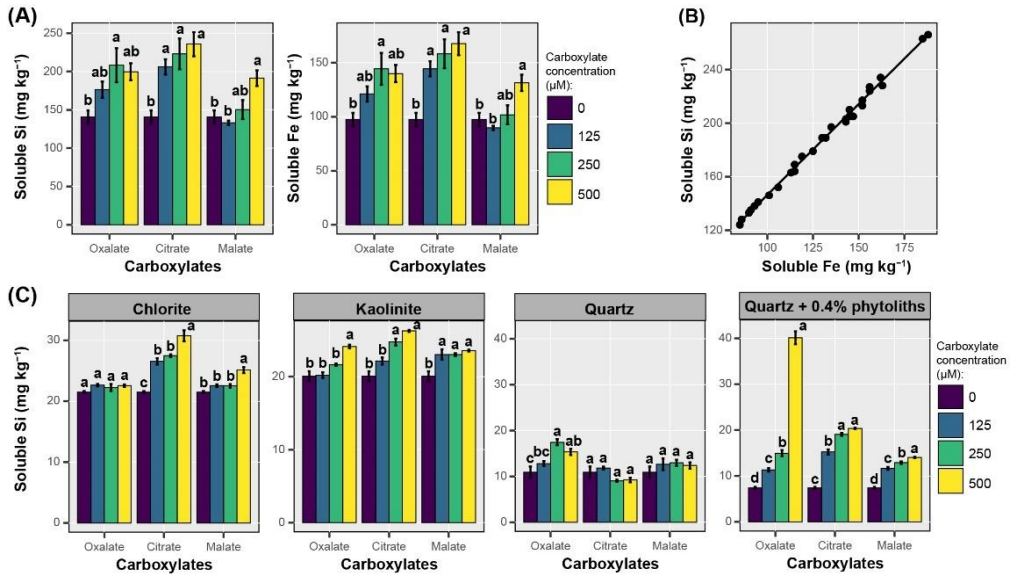 (A)
Soluble Si (mg kg⁻¹)
250
200
150
100
50
0
b ab a ab
b a a a
b b b a
Oxalate Citrate Malate
Carboxylates
Soluble Fe (mg kg⁻¹)
150
100
50
0
b ab a ab
b a a a
b b ab a
Oxalate Citrate Malate
Carboxylates
Carboxylate
concentration
(µM):
0
125
250
500
(B)
Soluble Si (mg kg⁻¹)
240
200
160
120
100 125 150 175
Soluble Fe (mg kg⁻¹)
(C)
Soluble Si (mg kg⁻¹)
Chlorite
30
20
10
0
a a a a
c b b a
b b b a
Oxalate Citrate Malate
Carboxylates
Kaolinite
20
10
0
b b b a
b b a a
b a a a
Oxalate Citrate Malate
Carboxylates
Quartz
40
30
20
10
0
c bc a ab
a a a a
a a a a
Oxalate Citrate Malate
Carboxylates
Quartz + 0.4% phytoliths
40
30
20
10
0
d c b a
c b a a
d c b a
Oxalate Citrate Malate
Carboxylates
Carboxylate
concentration
(µM):
0
125
250
500